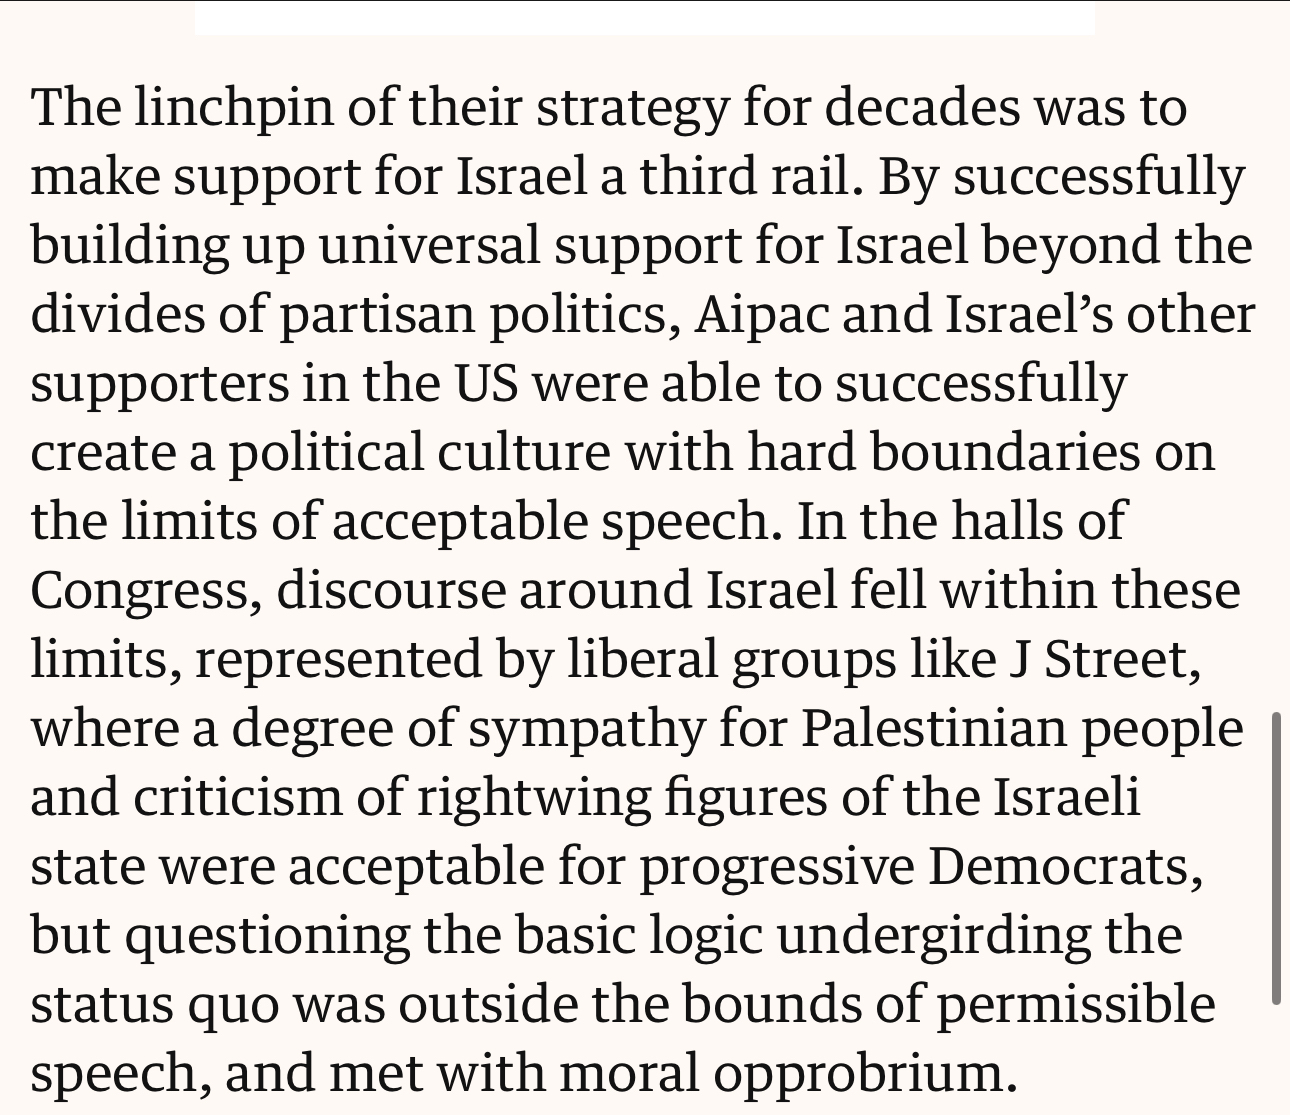 The linchpin of their strategy for decades was to
make support for Israel a third rail. By successfully
building up universal support for Israel beyond the
divides of partisan politics, Aipac and Israel’s other
supporters in the US were able to successfully
create a political culture with hard boundaries on
the limits of acceptable speech. In the halls of
Congress, discourse around Israel fell within these
limits, represented by liberal groups like J Street,
where a degree of sympathy for Palestinian people
and criticism of rightwing figures of the Israeli
state were acceptable for progressive Democrats,
but questioning the basic logic undergirding the
status quo was outside the bounds of permissible
speech, and met with moral opprobrium.